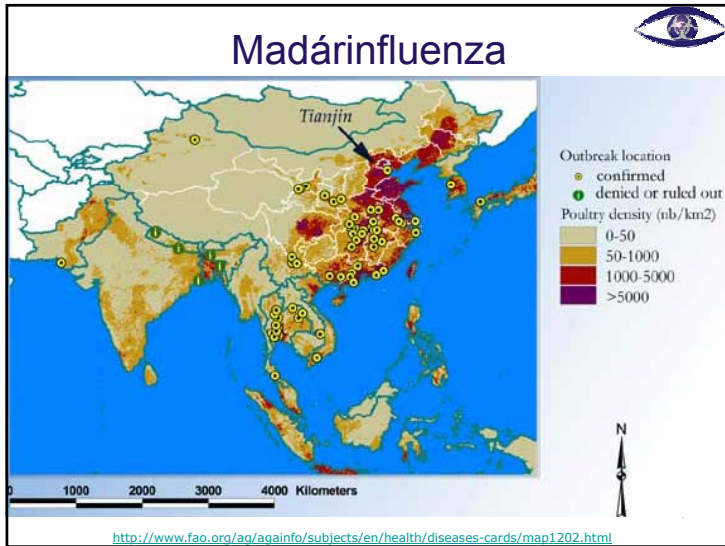 Madárinfluenza
Tianjin
Outbreak location
confirmed
denied or ruled out
Poultry density (nb/km2)
0-50
50-1000
1000-5000
>5000
N
0 1000 2000 3000 4000 Kilometers
http://www.fao.org/ag/againfo/subjects/en/health/diseases-cards/map1202.html